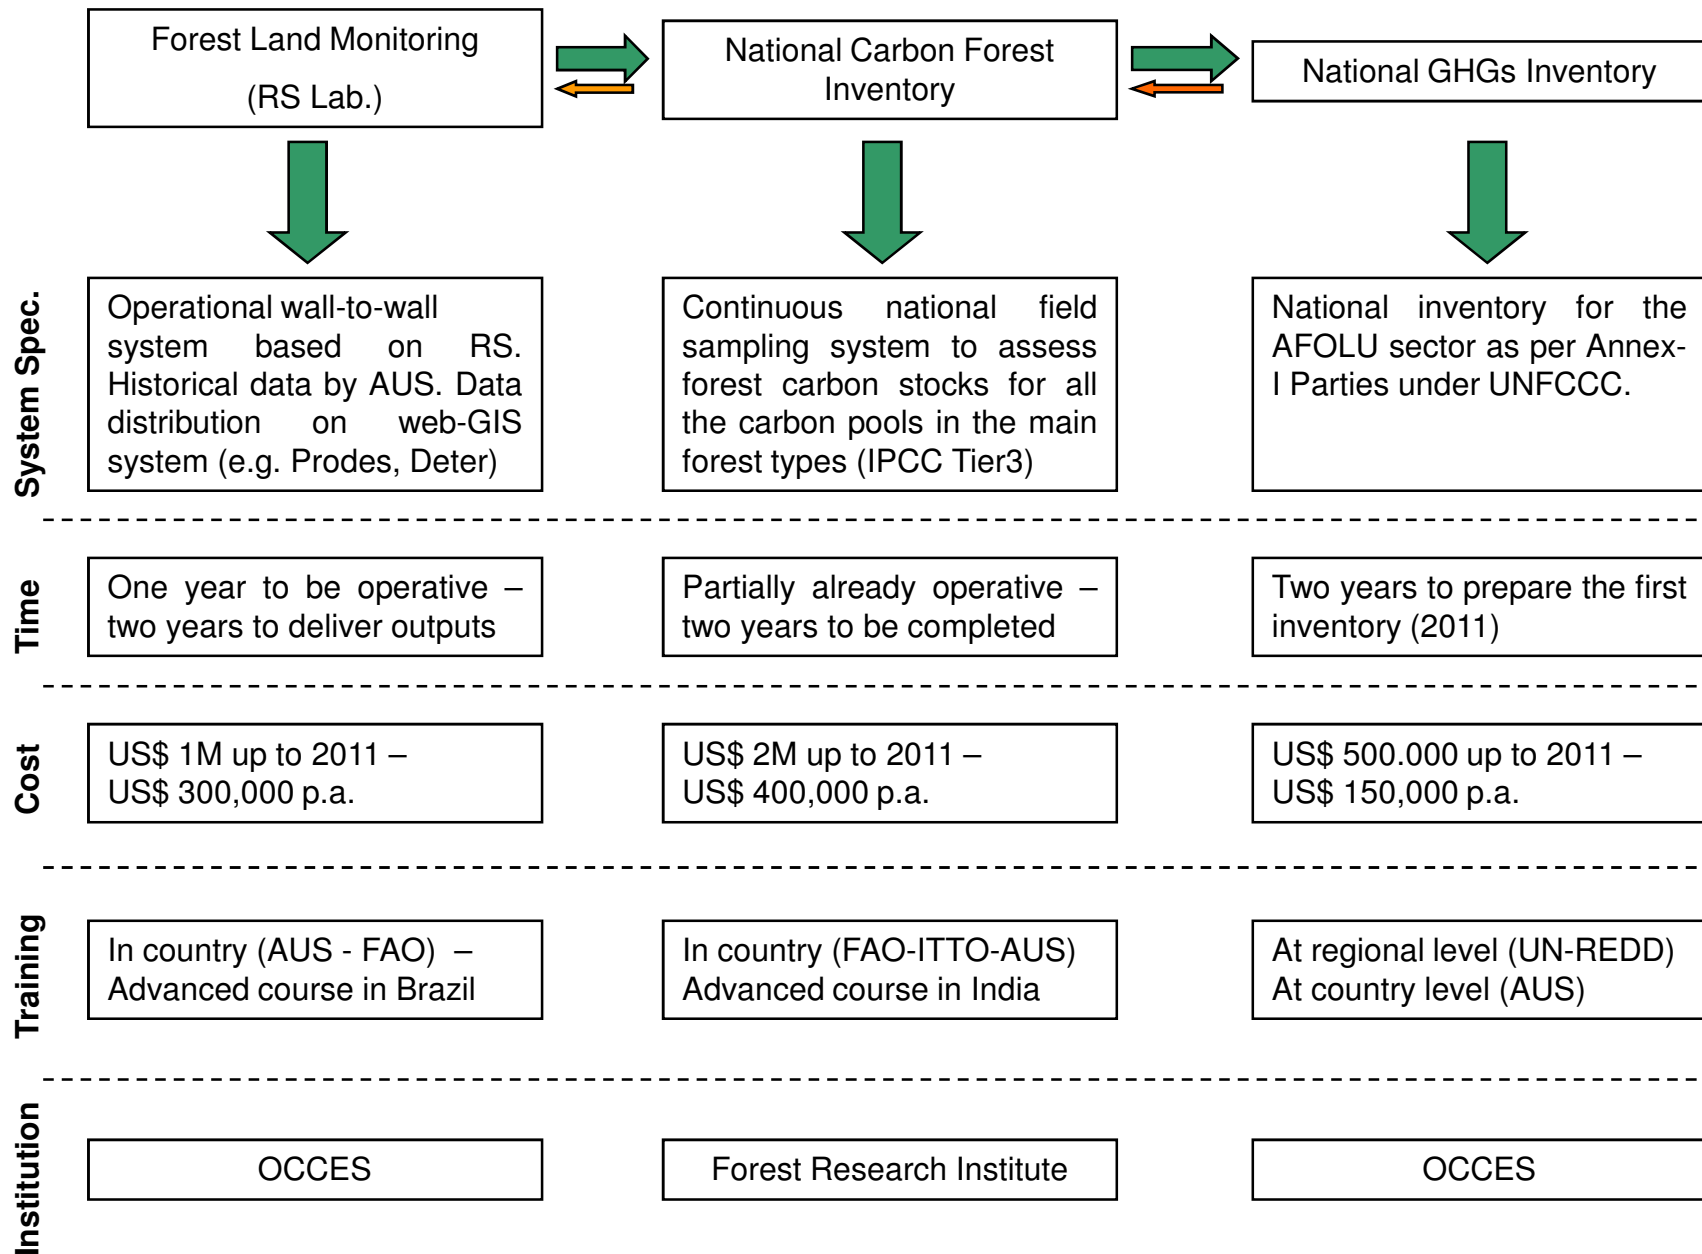 Forest Land Monitoring
(RS Lab.)
National Carbon Forest
Inventory
National GHGs Inventory
System Spec.
Operational wall-to-wall
system based on RS.
Historical data by AUS. Data
distribution on web-GIS
system (e.g. Prodes, Deter)
Continuous national field
sampling system to assess
forest carbon stocks for all
the carbon pools in the main
forest types (IPCC Tier3)
National inventory for the
AFOLU sector as per Annex-
I Parties under UNFCCC.
Time
One year to be operative –
two years to deliver outputs
Partially already operative –
two years to be completed
Two years to prepare the first
inventory (2011)
Cost
US$ 1M up to 2011 –
US$ 300,000 p.a.
US$ 2M up to 2011 –
US$ 400,000 p.a.
US$ 500.000 up to 2011 –
US$ 150,000 p.a.
Training
In country (AUS - FAO) –
Advanced course in Brazil
In country (FAO-ITTO-AUS)
Advanced course in India
At regional level (UN-REDD)
At country level (AUS)
Institution
OCCES
Forest Research Institute
OCCES